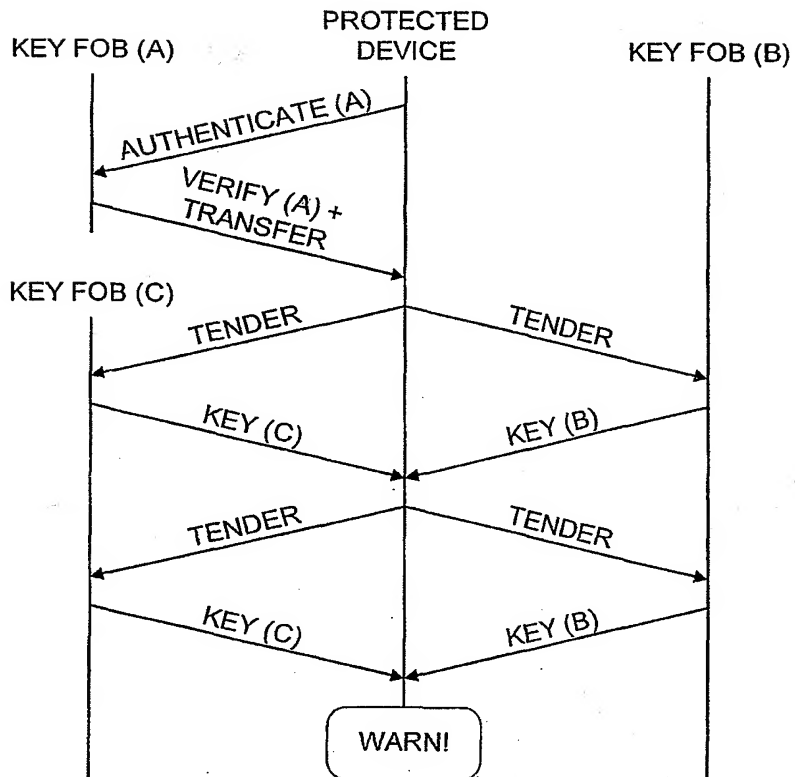 KEY FOB (A)
PROTECTED
DEVICE
KEY FOB (B)
AUTHENTICATE (A)
VERIFY (A) +
TRANSFER
KEY FOB (C)
TENDER
TENDER
KEY (C)
KEY (B)
TENDER
TENDER
KEY (C)
KEY (B)
WARN!